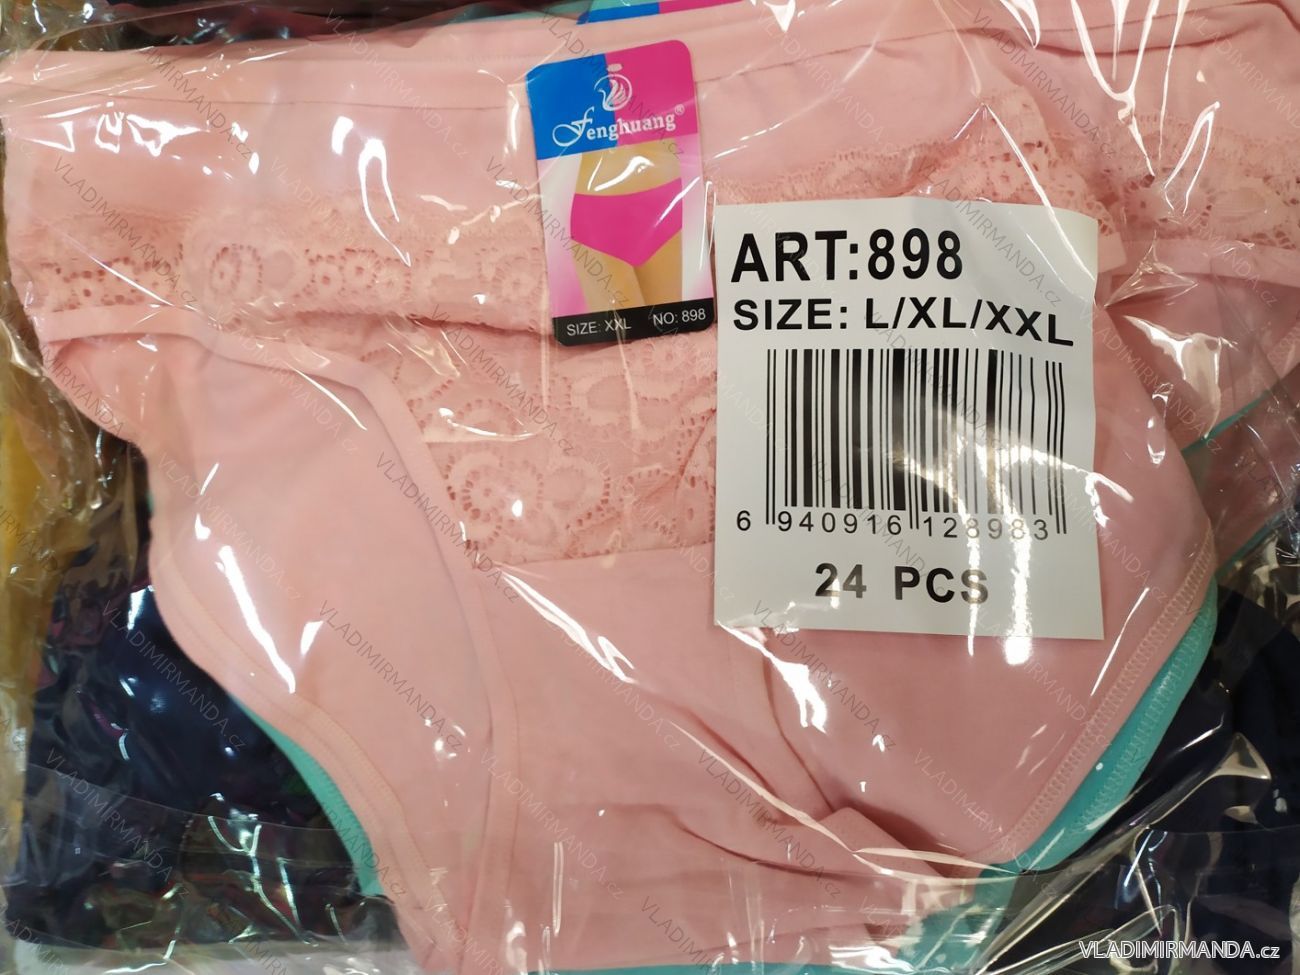 Fenghuang®
SIZE: XXL NO: 898
ART:898
SIZE: L/XL/XXL
6 940916 128983
24 PCS
VLADIMIRMANDA.cz